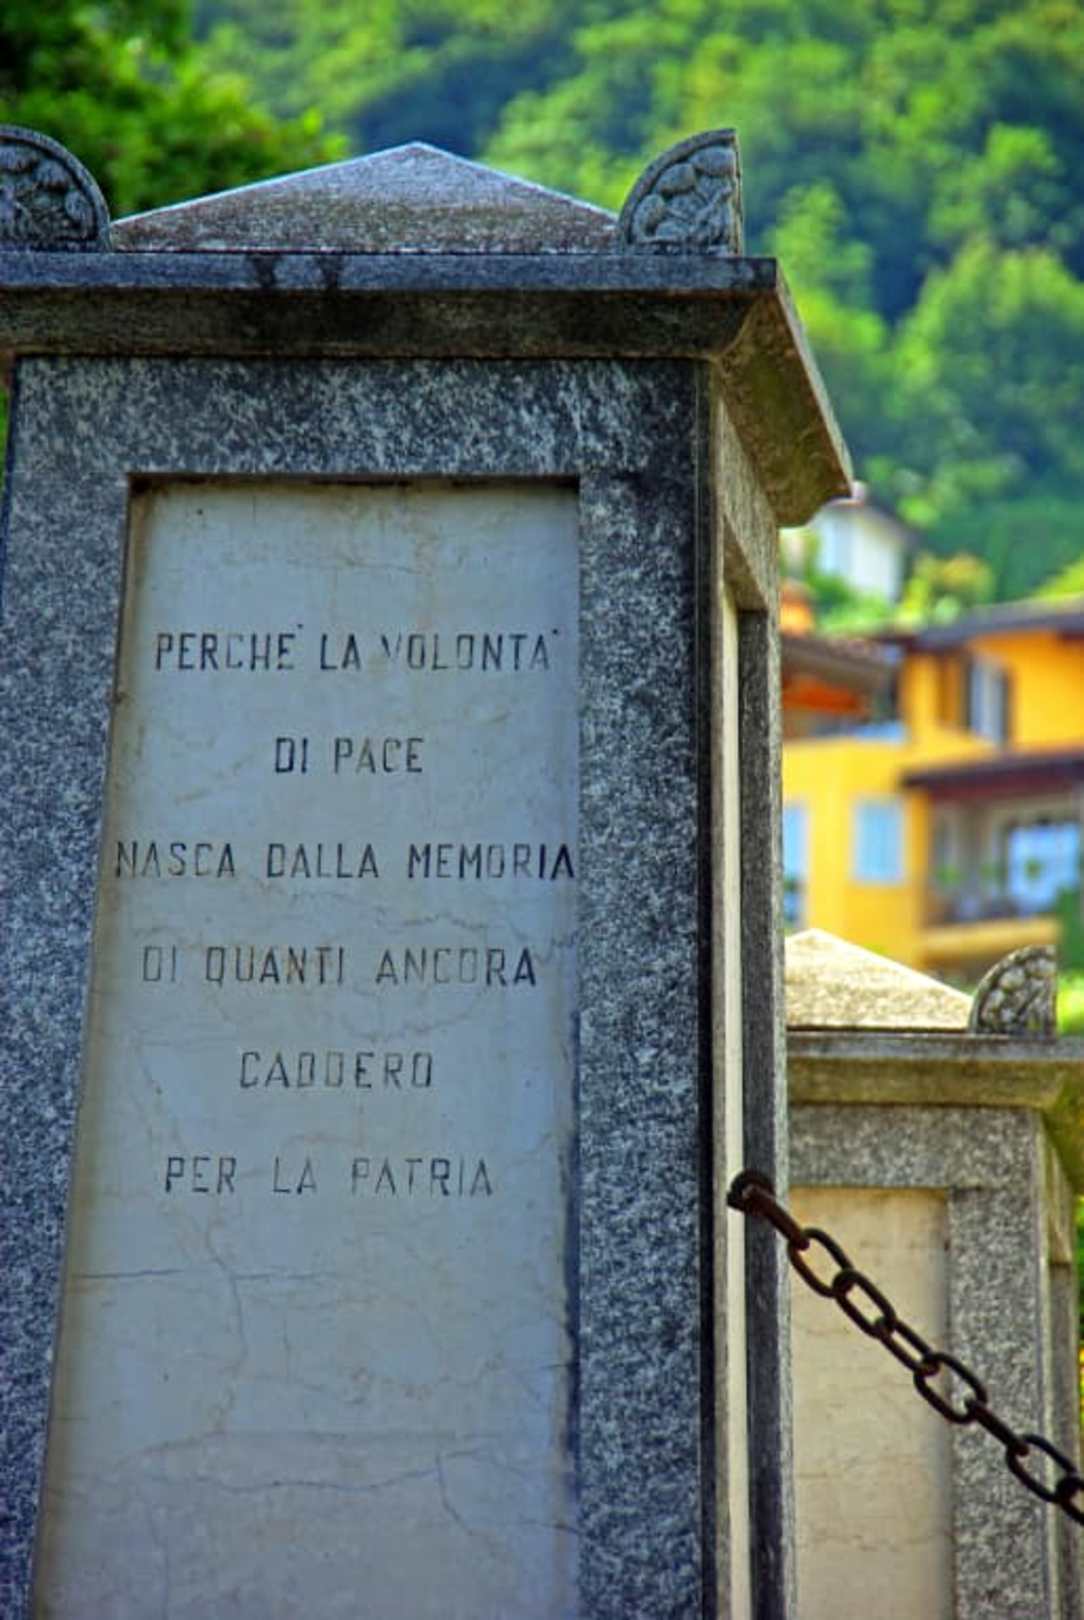 PERCHE' LA VOLONTA'
DI PACE
NASCA DALLA MEMORIA
DI QUANTI ANCORA
CADDERO
PER LA PATRIA